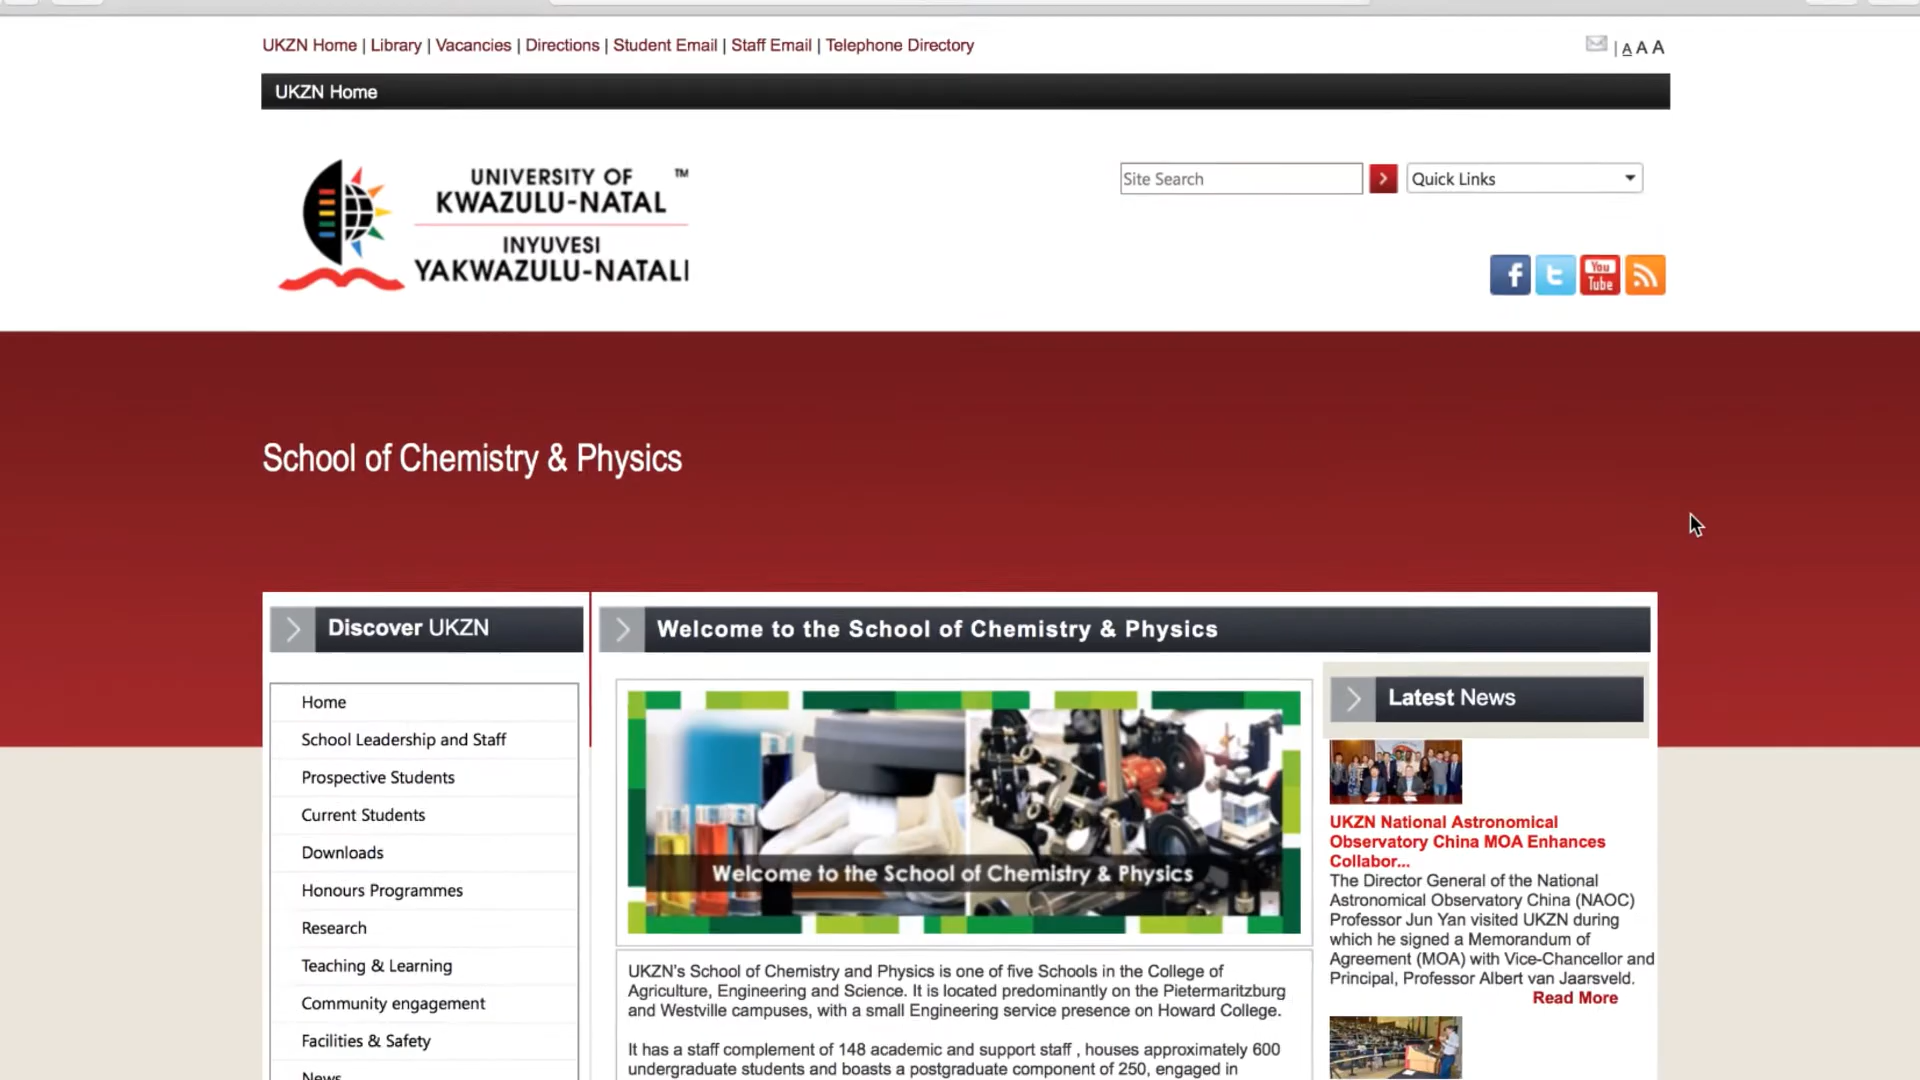 UKZN Home | Library | Vacancies | Directions | Student Email | Staff Email | Telephone Directory
| A A A
UKZN Home
UNIVERSITY OF ™
KWAZULU-NATAL
INYUVESI
YAKWAZULU-NATALI
Site Search
Quick Links
You
Tube
School of Chemistry & Physics
Discover UKZN
Home
School Leadership and Staff
Prospective Students
Current Students
Downloads
Honours Programmes
Research
Teaching & Learning
Community engagement
Facilities & Safety
News
Welcome to the School of Chemistry & Physics
Welcome to the School of Chemistry & Physics
UKZN's School of Chemistry and Physics is one of five Schools in the College of
Agriculture, Engineering and Science. It is located predominantly on the Pietermaritzburg
and Westville campuses, with a small Engineering service presence on Howard College.
It has a staff complement of 148 academic and support staff , houses approximately 600
undergraduate students and boasts a postgraduate component of 250, engaged in
Latest News
UKZN National Astronomical
Observatory China MOA Enhances
Collabor...
The Director General of the National
Astronomical Observatory China (NAOC)
Professor Jun Yan visited UKZN during
which he signed a Memorandum of
Agreement (MOA) with Vice-Chancellor and
Principal, Professor Albert van Jaarsveld.
Read More